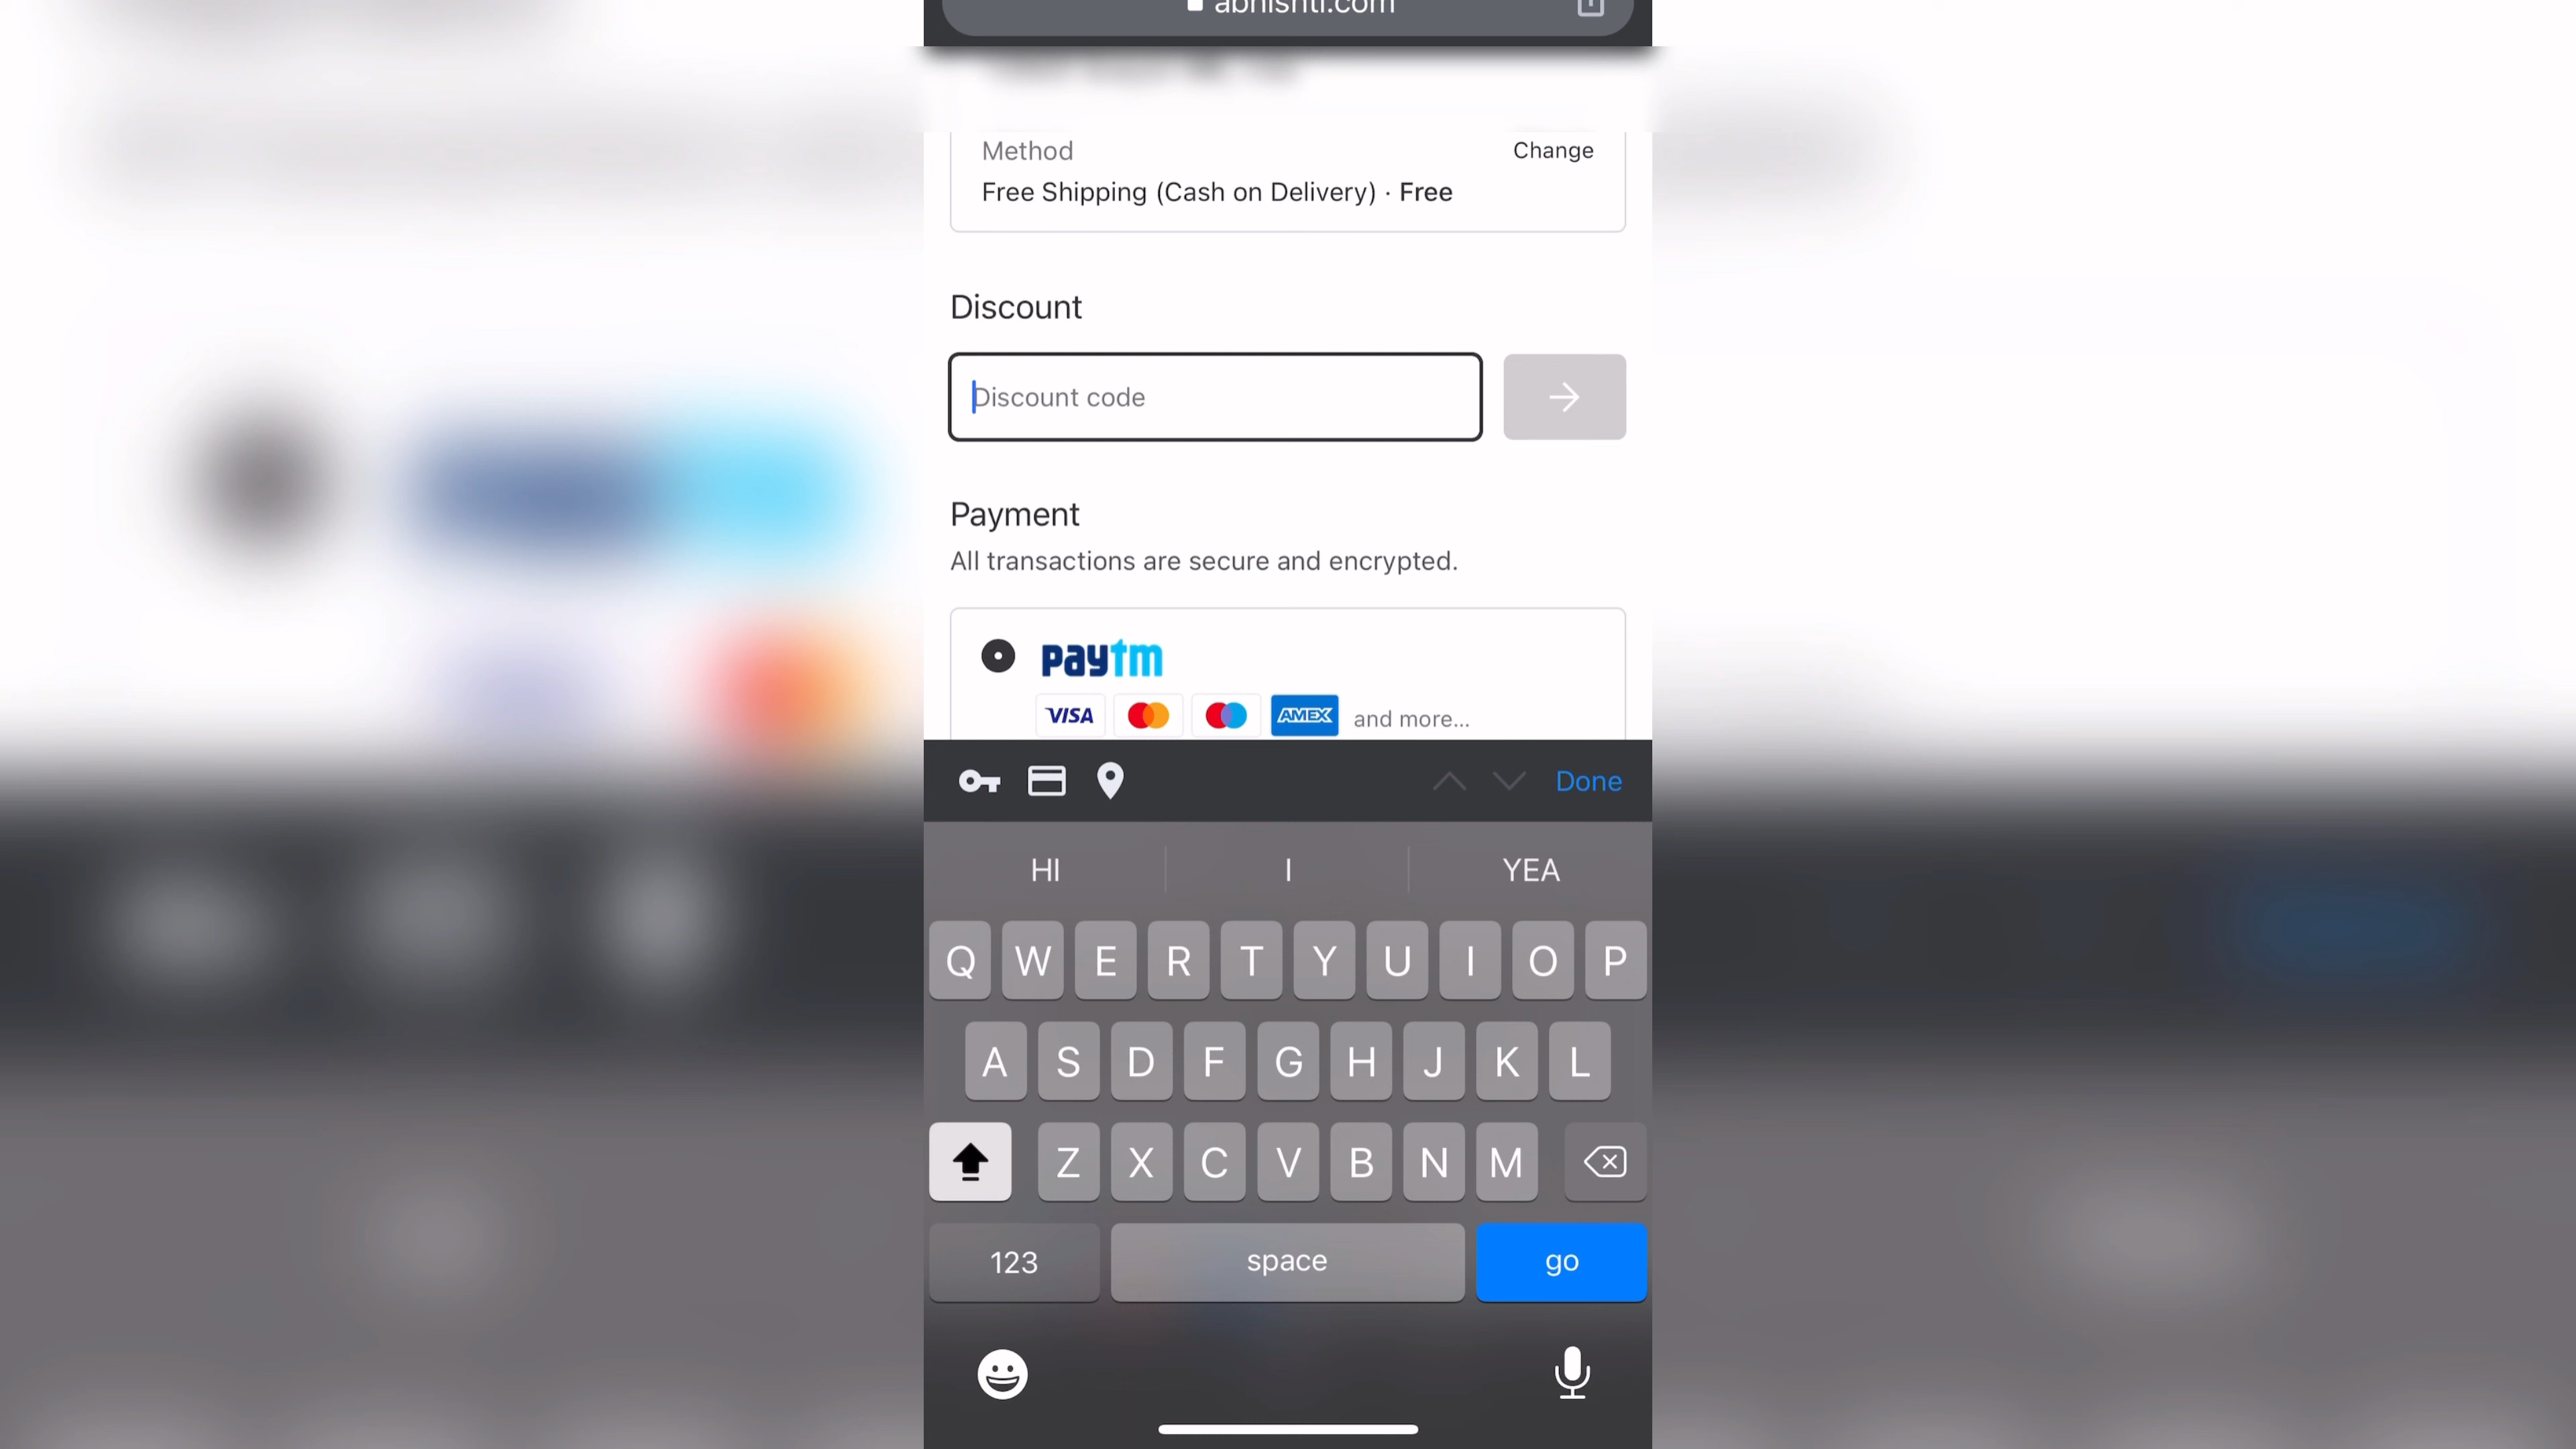 abhishti.com
Method
Change
Free Shipping (Cash on Delivery) · Free
Discount
Discount code
Payment
All transactions are secure and encrypted.
paytm
VISA
AMEX
and more...
Done
HI
I
YEA
Q W E R T Y U I O P
A S D F G H J K L
Z X C V B N M
123
space
go